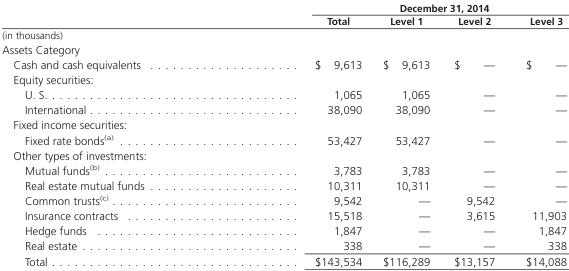 December 31, 2014
Total Level 1 Level 2 Level 3
(in thousands)
Assets Category
Cash and cash equivalents . . . . . . . . . . . . . . . . . . . . . $ 9,613 $ 9,613 $ — $ —
Equity securities:
U. S. . . . . . . . . . . . . . . . . . . . . . . . . . . . . . . . . . . 1,065 1,065 — —
International . . . . . . . . . . . . . . . . . . . . . . . . . . . . . 38,090 38,090 — —
Fixed income securities:
Fixed rate bonds(a) . . . . . . . . . . . . . . . . . . . . . . . . . 53,427 53,427 — —
Other types of investments:
Mutual funds(b) . . . . . . . . . . . . . . . . . . . . . . . . . . . 3,783 3,783 — —
Real estate mutual funds . . . . . . . . . . . . . . . . . . . . . 10,311 10,311 — —
Common trusts(c) . . . . . . . . . . . . . . . . . . . . . . . . . . 9,542 — 9,542 —
Insurance contracts . . . . . . . . . . . . . . . . . . . . . . . . 15,518 — 3,615 11,903
Hedge funds . . . . . . . . . . . . . . . . . . . . . . . . . . . . . 1,847 — — 1,847
Real estate . . . . . . . . . . . . . . . . . . . . . . . . . . . . . . 338 — — 338
Total . . . . . . . . . . . . . . . . . . . . . . . . . . . . . . . . . . $143,534 $116,289 $13,157 $14,088